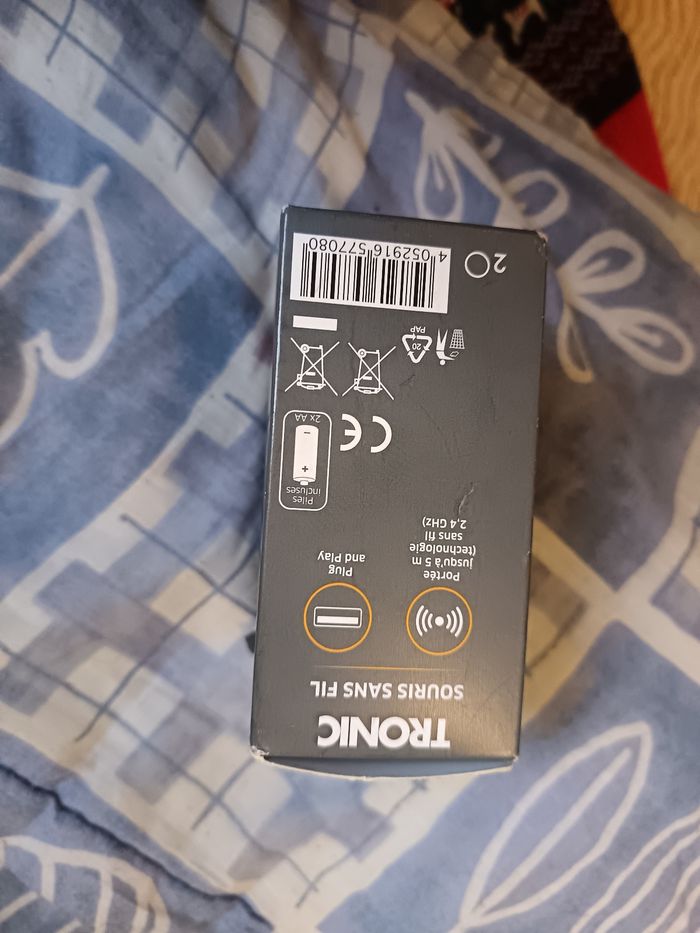 TRONIC
SOURIS SANS FIL
Portée
jusqu'à 5 m
(technologie
sans fil
2,4 GHz)
Plug
and Play
Piles
incluses
+
-
2x AA
CE
20
PAP
2
4 052916 577080